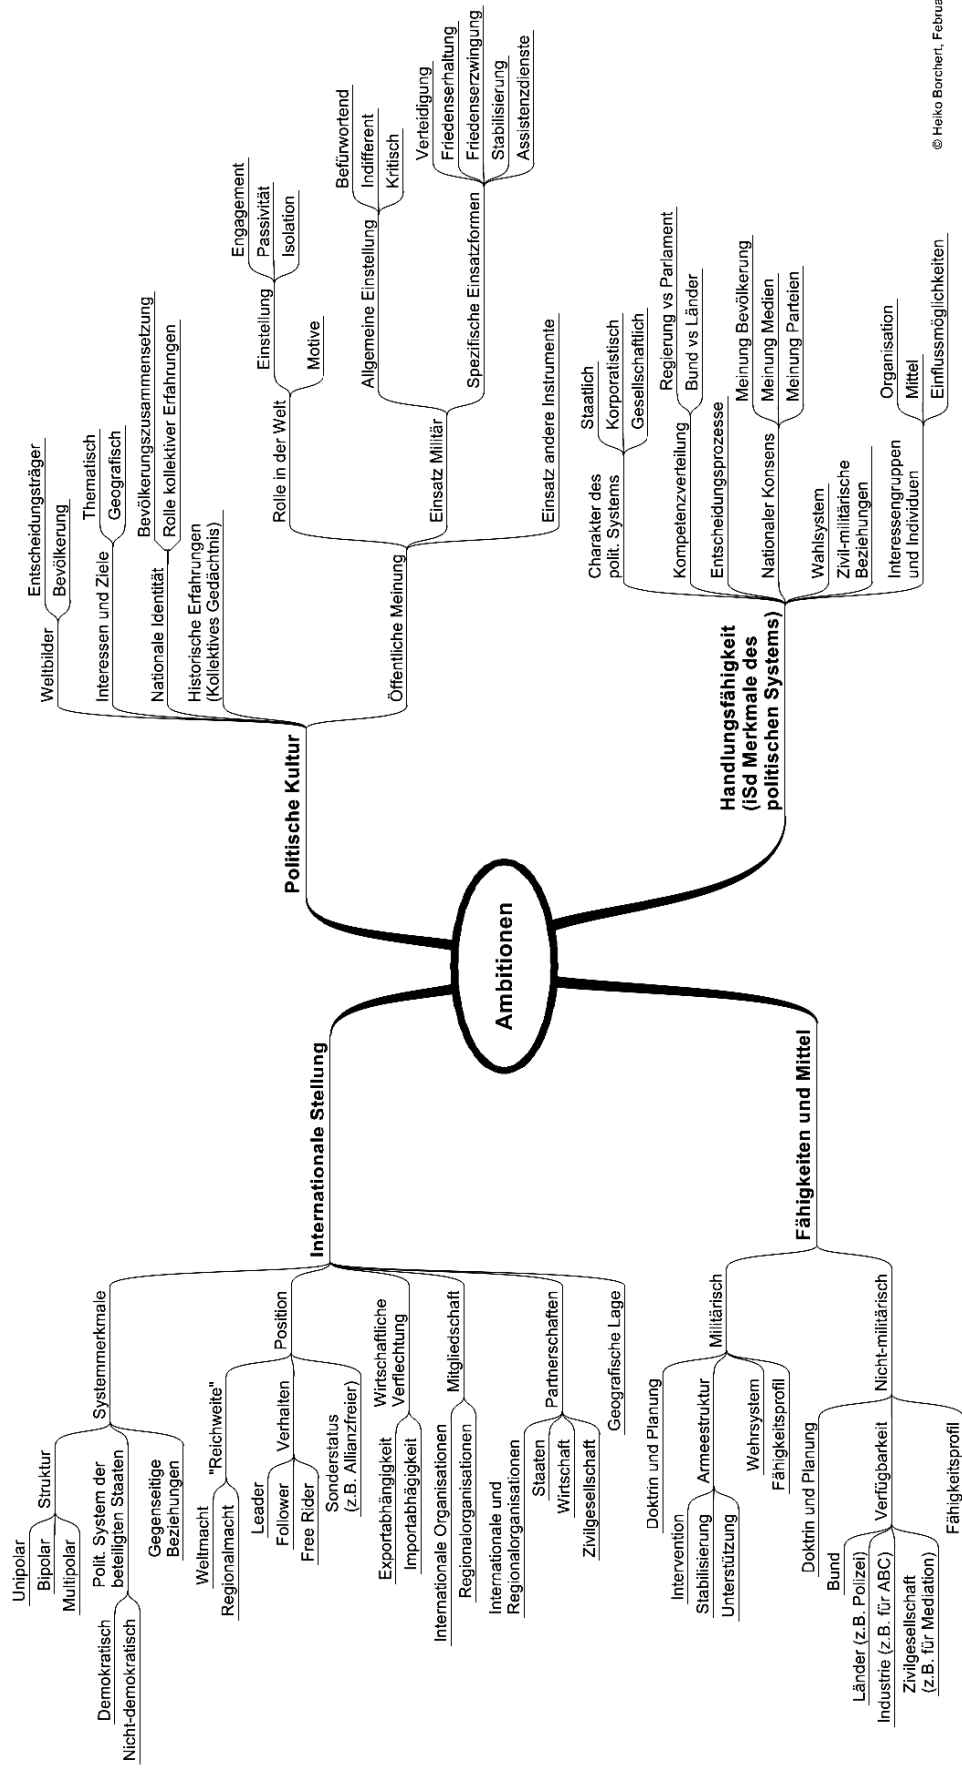 Ambitionen
Internationale Stellung
Systemmerkmale
Struktur
Unipolar
Bipolar
Multipolar
Polit. System der
beteiligten Staaten
Demokratisch
Nicht-demokratisch
Gegenseitige
Beziehungen
Position
"Reichweite"
Weltmacht
Regionalmacht
Verhalten
Leader
Follower
Free Rider
Sonderstatus
(z.B. Allianzfreier)
Wirtschaftliche
Verflechtung
Exportabhängigkeit
Importabhägigkeit
Mitgliedschaft
Internationale Organisationen
Regionalorganisationen
Partnerschaften
Internationale und
Regionalorganisationen
Staaten
Wirtschaft
Zivilgesellschaft
Geografische Lage
Fähigkeiten und Mittel
Militärisch
Doktrin und Planung
Armeestruktur
Intervention
Stabilisierung
Unterstützung
Wehrsystem
Fähigkeitsprofil
Nicht-militärisch
Doktrin und Planung
Verfügbarkeit
Bund
Länder (z.B. Polizei)
Industrie (z.B. für ABC)
Zivilgesellschaft
(z.B. für Mediation)
Fähigkeitsprofil
Politische Kultur
Weltbilder
Entscheidungsträger
Bevölkerung
Interessen und Ziele
Thematisch
Geografisch
Nationale Identität
Bevölkerungszusammensetzung
Rolle kollektiver Erfahrungen
Historische Erfahrungen
(Kollektives Gedächtnis)
Öffentliche Meinung
Rolle in der Welt
Einstellung
Engagement
Passivität
Isolation
Motive
Einsatz Militär
Allgemeine Einstellung
Befürwortend
Indifferent
Kritisch
Spezifische Einsatzformen
Verteidigung
Friedenserhaltung
Friedenserzwingung
Stabilisierung
Assistenzdienste
Einsatz andere Instrumente
Handlungsfähigkeit
(iSd Merkmale des
politischen Systems)
Charakter des
polit. Systems
Staatlich
Korporatistisch
Gesellschaftlich
Kompetenzverteilung
Regierung vs Parlament
Bund vs Länder
Entscheidungsprozesse
Nationaler Konsens
Meinung Bevölkerung
Meinung Medien
Meinung Parteien
Wahlsystem
Zivil-militärische
Beziehungen
Interessengruppen
und Individuen
Organisation
Mittel
Einflussmöglichkeiten
© Heiko Borchert, Februa